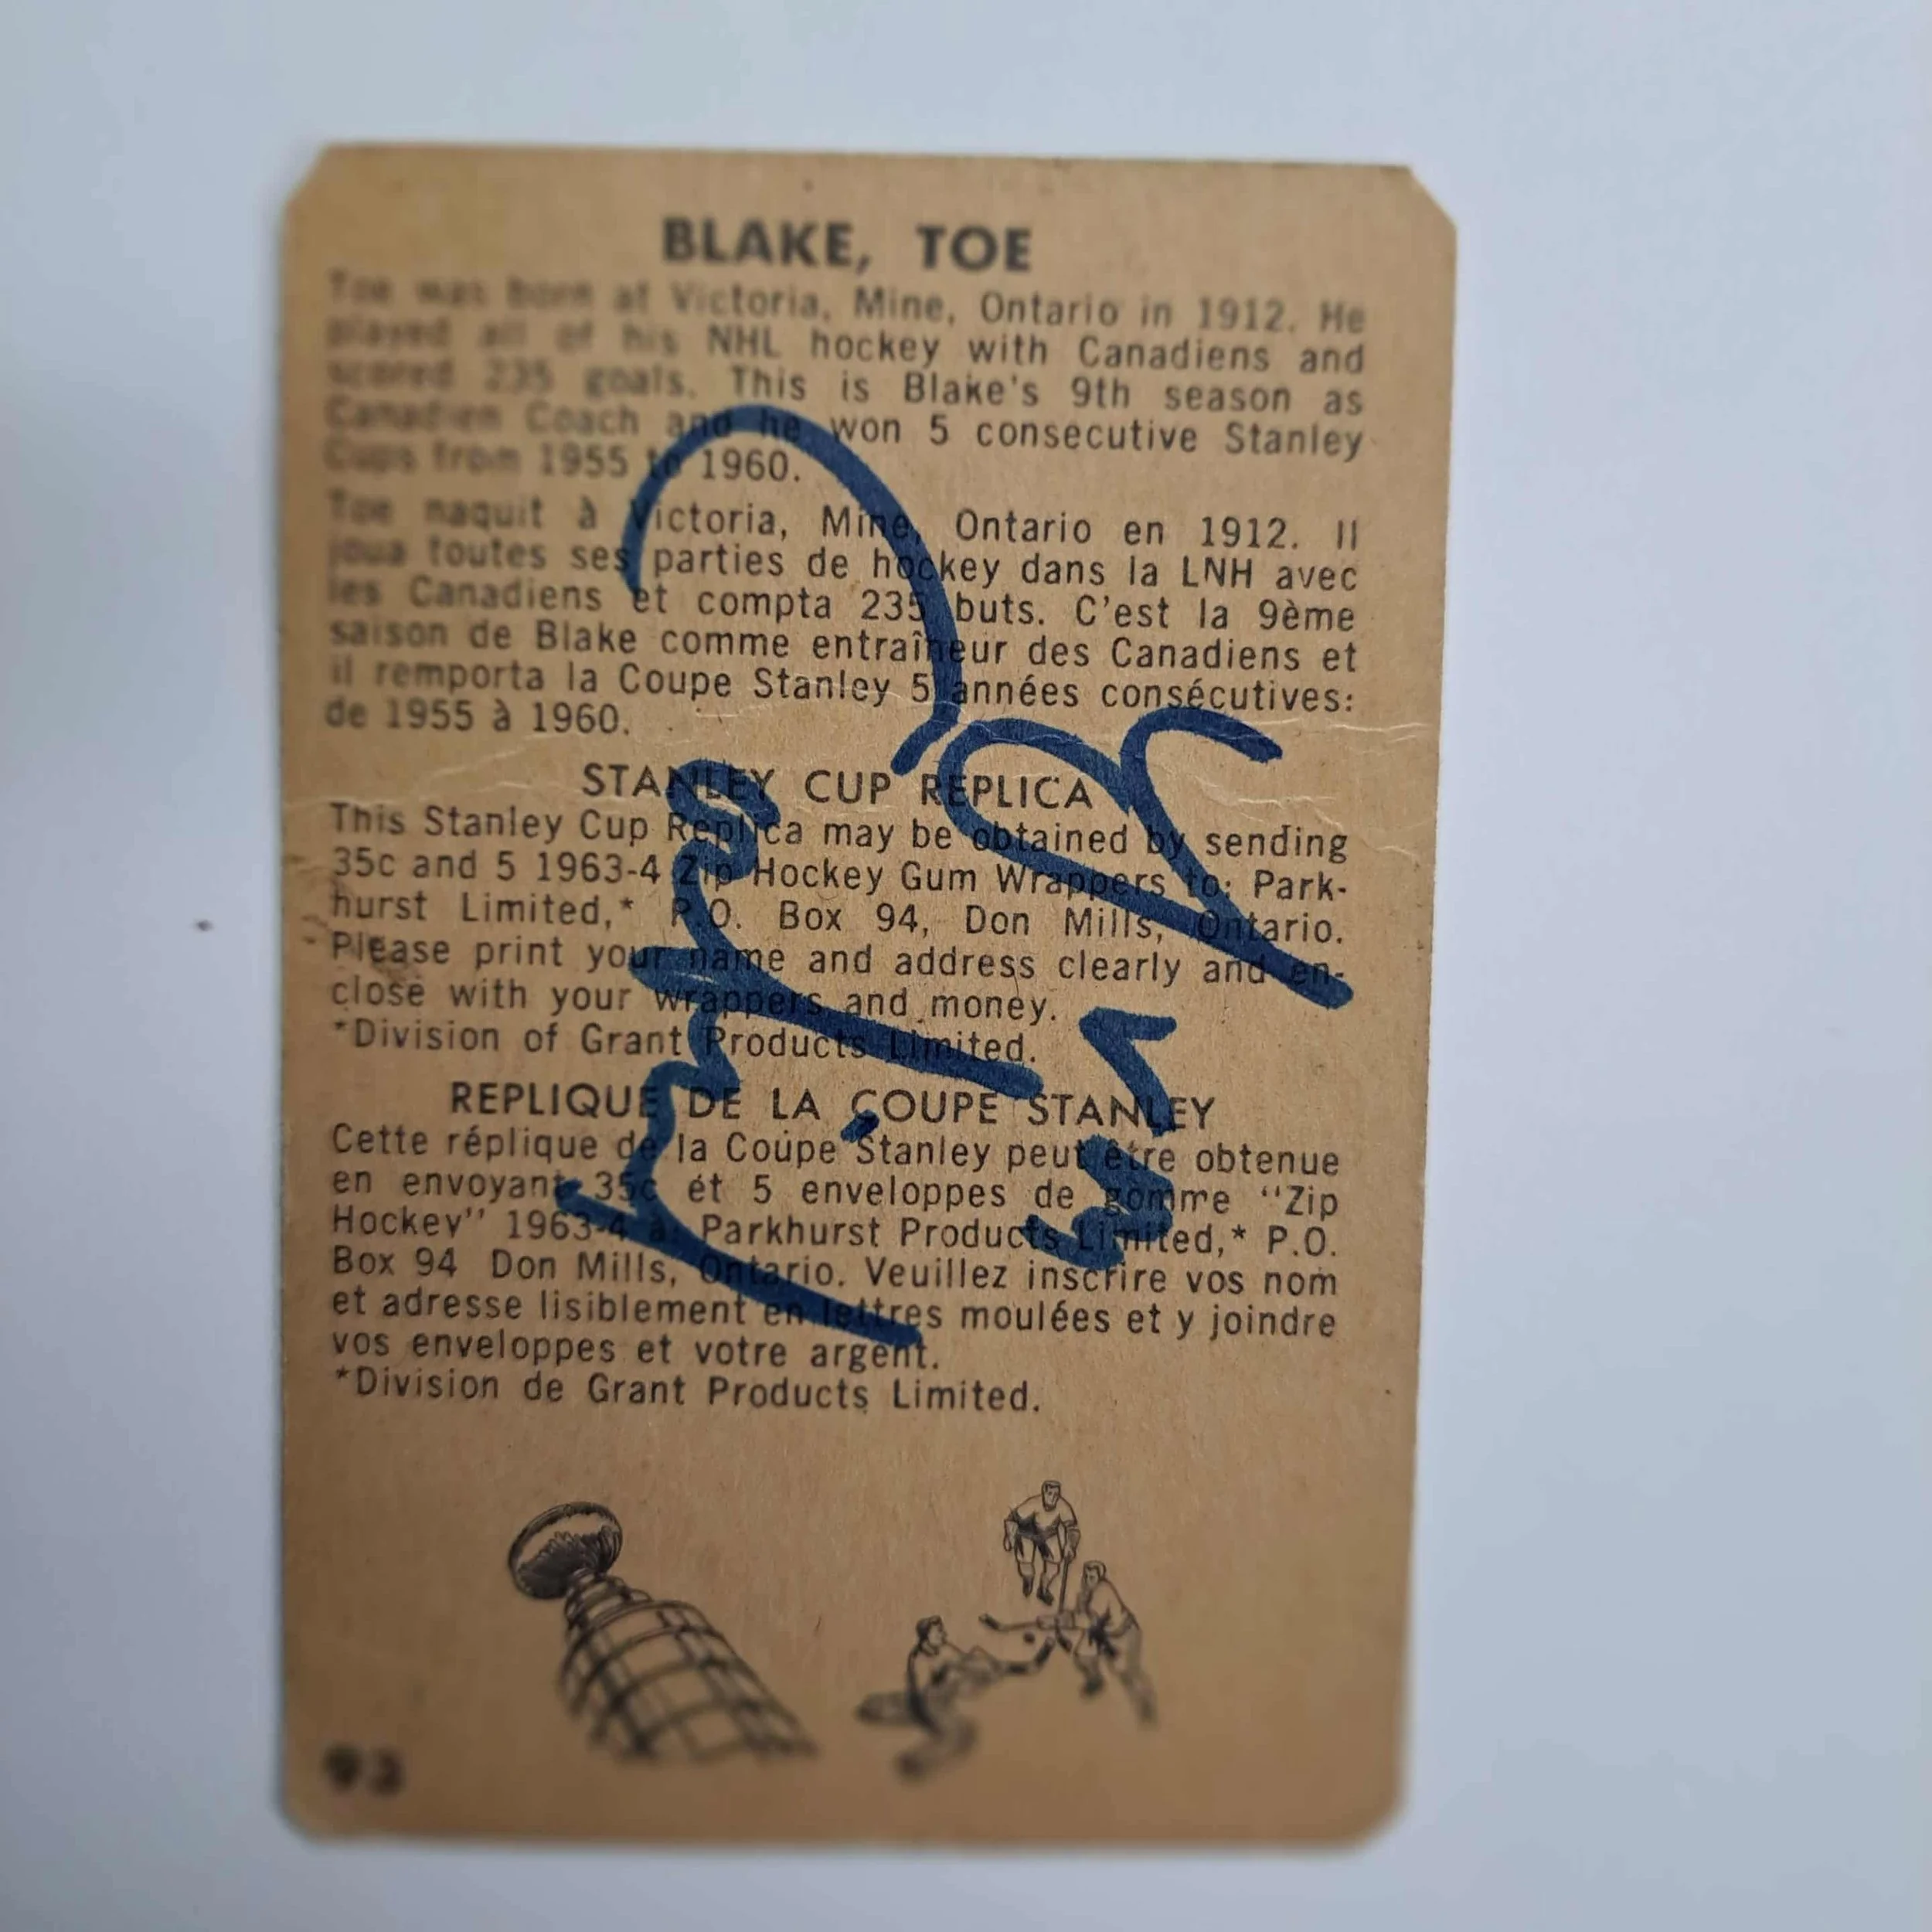 BLAKE, TOE
Toe was born at Victoria, Mine, Ontario in 1912. He
played all of his NHL hockey with Canadiens and
scored 235 goals. This is Blake's 9th season as
Canadien Coach and he won 5 consecutive Stanley
Cups from 1955 to 1960.
Toe naquit à Victoria, Mine, Ontario en 1912. Il
joua toutes ses parties de hockey dans la LNH avec
les Canadiens et compta 235 buts. C'est la 9ème
saison de Blake comme entraîneur des Canadiens et
il remporta la Coupe Stanley 5 années consécutives:
de 1955 à 1960.
STANLEY CUP REPLICA
This Stanley Cup Replica may be obtained by sending
35c and 5 1963-4 Zip Hockey Gum Wrappers to: Park-
hurst Limited,* P.O. Box 94, Don Mills, Ontario.
Please print your name and address clearly and en-
close with your wrappers and money.
*Division of Grant Products Limited.
REPLIQUE DE LA COUPE STANLEY
Cette réplique de la Coupe Stanley peut être obtenue
en envoyant 35c ét 5 enveloppes de gomme "Zip
Hockey" 1963-4 à: Parkhurst Products Limited,* P.O.
Box 94 Don Mills, Ontario. Veuillez inscrire vos nom
et adresse lisiblement en lettres moulées et y joindre
vos enveloppes et votre argent.
*Division de Grant Products Limited.
93